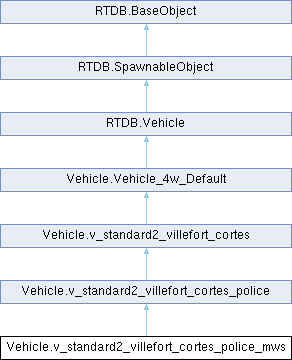 RTDB.BaseObject
RTDB.SpawnableObject
RTDB.Vehicle
Vehicle.Vehicle_4w_Default
Vehicle.v_standard2_villefort_cortes
Vehicle.v_standard2_villefort_cortes_police
Vehicle.v_standard2_villefort_cortes_police_mws